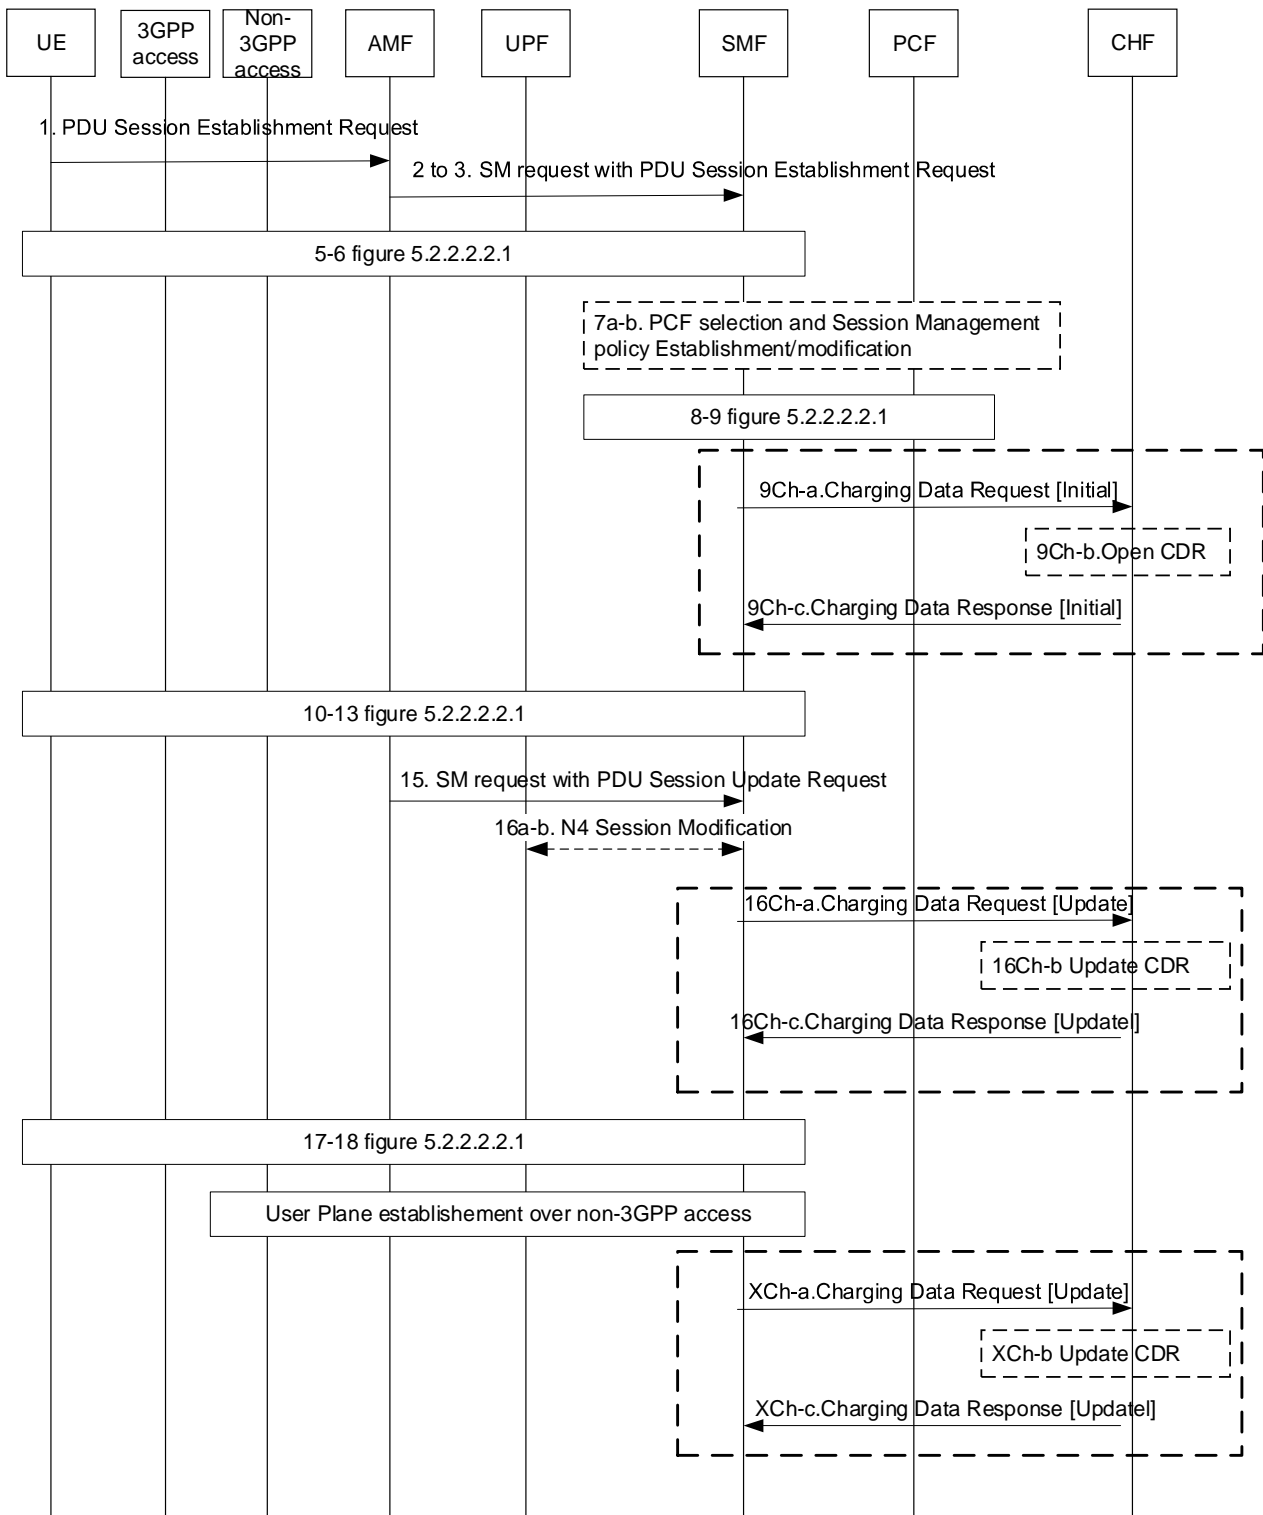 UE
3GPP
access
Non-
3GPP
access
AMF
UPF
SMF
PCF
CHF
1. PDU Session Establishment Request
2 to 3. SM request with PDU Session Establishment Request
5-6 figure 5.2.2.2.2.1
7a-b. PCF selection and Session Management
policy Establishment/modification
8-9 figure 5.2.2.2.2.1
9Ch-a.Charging Data Request [Initial]
9Ch-b.Open CDR
9Ch-c.Charging Data Response [Initial]
10-13 figure 5.2.2.2.2.1
15. SM request with PDU Session Update Request
16a-b. N4 Session Modification
16Ch-a.Charging Data Request [Update]
16Ch-b Update CDR
16Ch-c.Charging Data Response [Updatel]
17-18 figure 5.2.2.2.2.1
User Plane establishement over non-3GPP access
XCh-a.Charging Data Request [Update]
XCh-b Update CDR
XCh-c.Charging Data Response [Updatel]